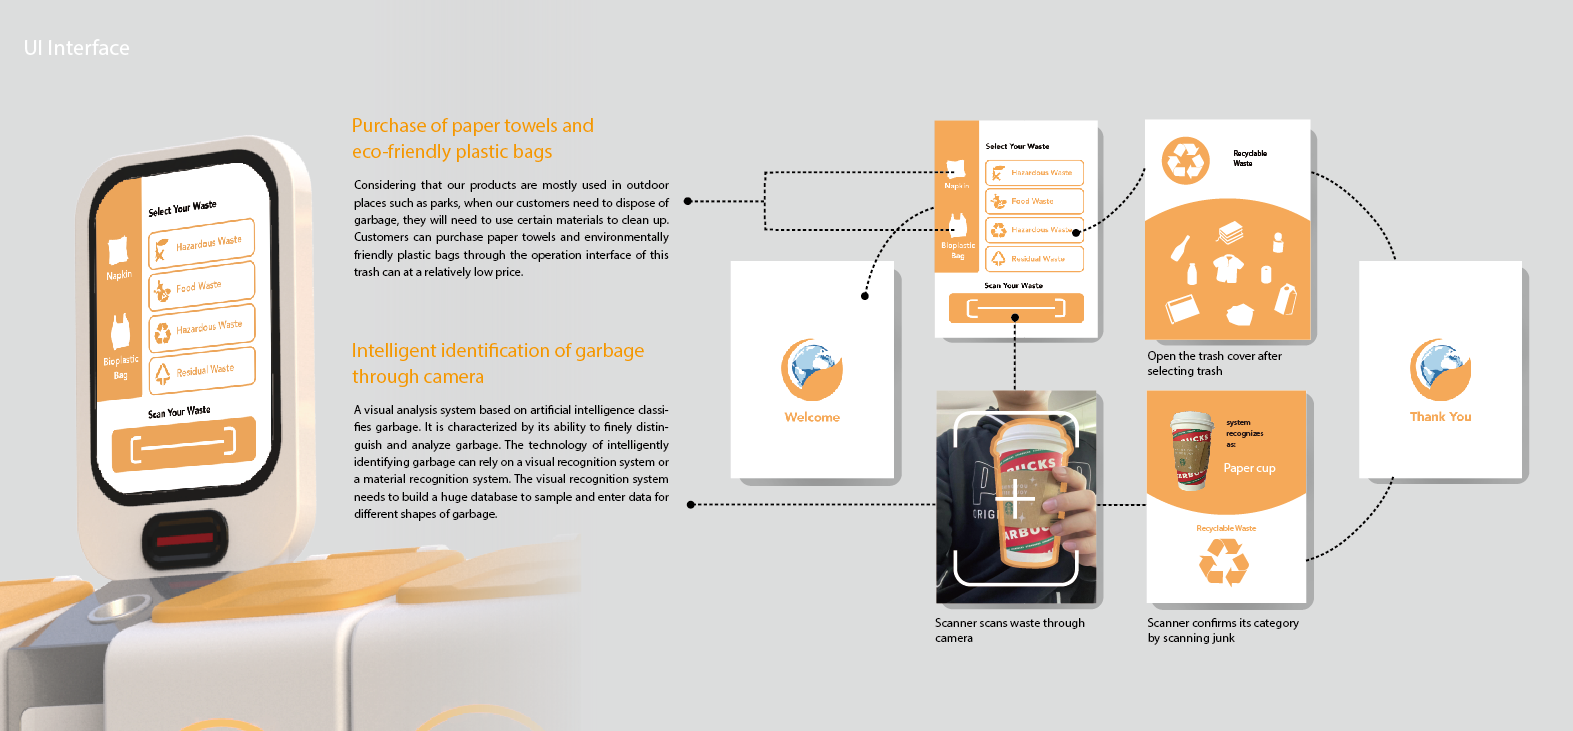 UI Interface
Select Your Waste
Napkin
Bioplastic
Bag
Hazardous Waste
Food Waste
Hazardous Waste
Residual Waste
Scan Your Waste
Purchase of paper towels and
eco-friendly plastic bags
Considering that our products are mostly used in outdoor
places such as parks, when our customers need to dispose of
garbage, they will need to use certain materials to clean up.
Customers can purchase paper towels and environmentally
friendly plastic bags through the operation interface of this
trash can at a relatively low price.
Intelligent identification of garbage
through camera
A visual analysis system based on artificial intelligence classi-
fies garbage. It is characterized by its ability to finely distin-
guish and analyze garbage. The technology of intelligently
identifying garbage can rely on a visual recognition system or
a material recognition system. The visual recognition system
needs to build a huge database to sample and enter data for
different shapes of garbage.
Welcome
Select Your Waste
Napkin
Bioplastic
Bag
Hazardous Waste
Food Waste
Hazardous Waste
Residual Waste
Scan Your Waste
Recyclable
Waste
Open the trash cover after
selecting trash
BUCKS
ORIG
ARBUC
Scanner scans waste through
camera
UCKS
system
recognizes
as:
Paper cup
Recyclable Waste
Scanner confirms its category
by scanning junk
Thank You